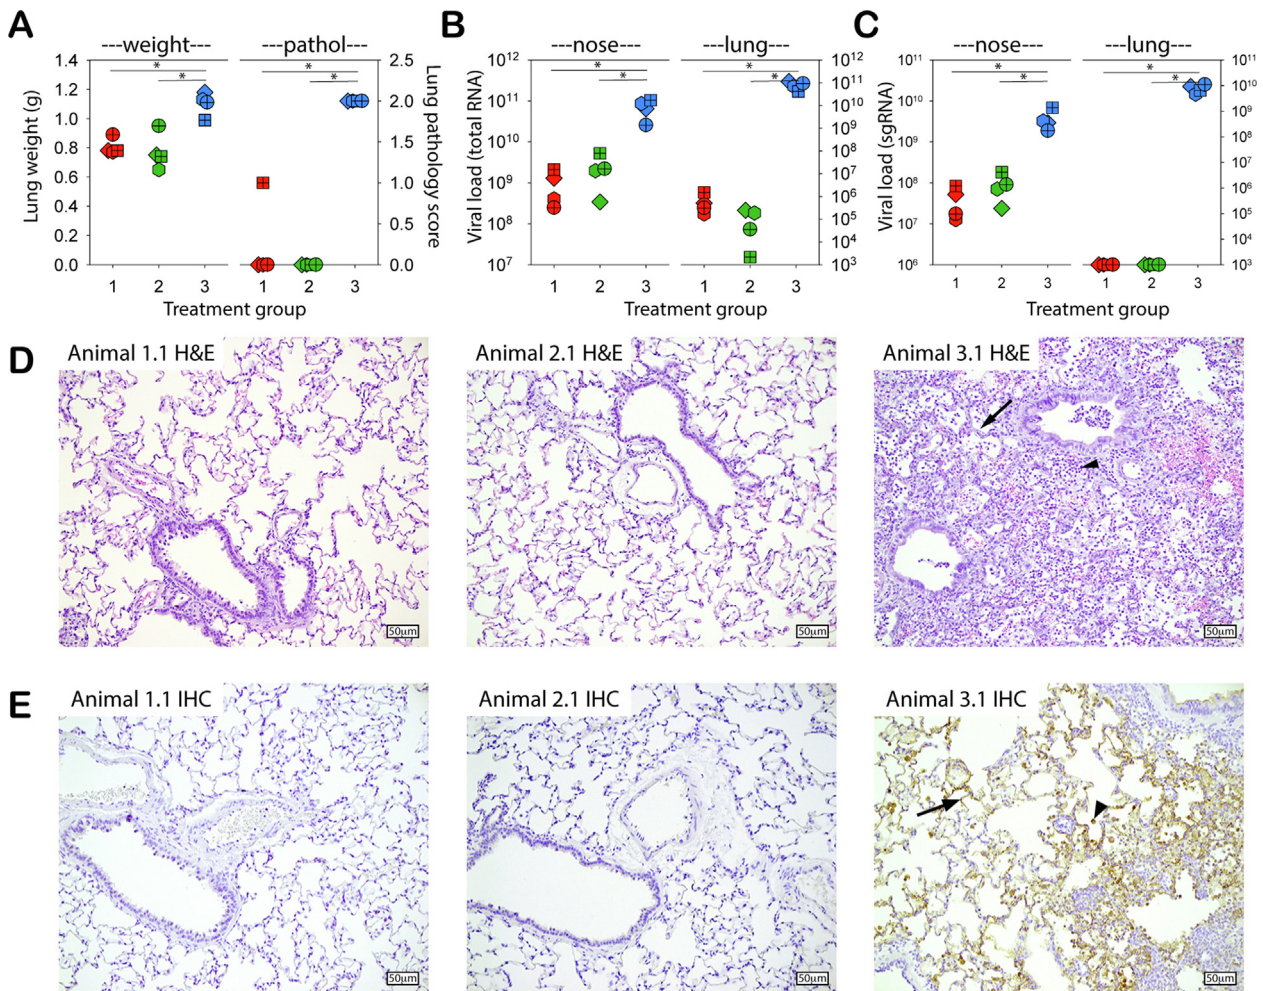 A
---weight---
---pathol---
Lung weight (g)
1.4
1.2
1.0
0.8
0.6
0.4
0.2
0.0
*
*
*
*
2.5
2.0
1.5
1.0
0.5
0.0
Lung pathology score
1 2 3 1 2 3
Treatment group
B
---nose---
---lung---
Viral load (total RNA)
10¹²
10¹¹
10¹⁰
10⁹
10⁸
10⁷
*
*
*
*
10¹²
10¹¹
10¹⁰
10⁹
10⁸
10⁷
10⁶
10⁵
10⁴
10³
1 2 3 1 2 3
Treatment group
C
---nose---
---lung---
Viral load (sgRNA)
10¹¹
10¹⁰
10⁹
10⁸
10⁷
10⁶
*
*
*
*
10¹¹
10¹⁰
10⁹
10⁸
10⁷
10⁶
10⁵
10⁴
10³
1 2 3 1 2 3
Treatment group
D
Animal 1.1 H&E
50µm
Animal 2.1 H&E
50µm
Animal 3.1 H&E
50µm
E
Animal 1.1 IHC
50µm
Animal 2.1 IHC
50µm
Animal 3.1 IHC
50µm